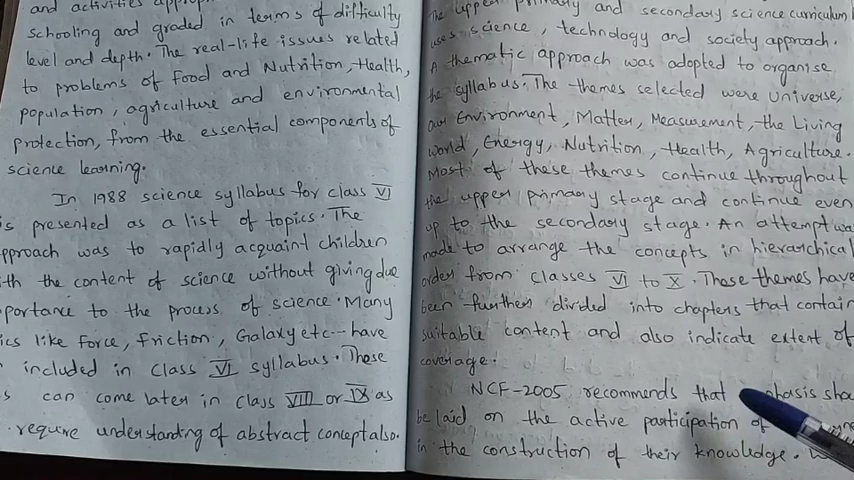 and activities
schooling and graded in terms of difficulty
level and depth. The real-life issues related
to problems of Food and Nutrition, Health,
population, agriculture and environmental
protection, from the essential components of
science learning.
In 1988 science syllabus for class VI
is presented as a list of topics. The
pproach was to rapidly acquaint children
ith the content of science without giving due
portance to the process of science. Many
ics like Force, Friction, Galaxy etc-- have
included in class VI syllabus. These
s can come later in class VIII or IX as
require understanding of abstract concept also.
The upper primary and secondary science curriculum
uses science, technology and society approach.
A thematic approach was adopted to organise
the syllabus. The themes selected were Universe,
our Environment, Matter, Measurement, the Living
world, Energy, Nutrition, Health, Agriculture.
Most of these themes continue throughout
the upper primary stage and continue even
up to the secondary stage. An attempt was
made to arrange the concepts in hierarchical
order from classes VI to X. These themes have
been further divided into chapters that contain
suitable content and also indicate extent of
coverage.
NCF-2005 recommends that phasis sha
be laid on the active participation of
in the construction of their knowledge.